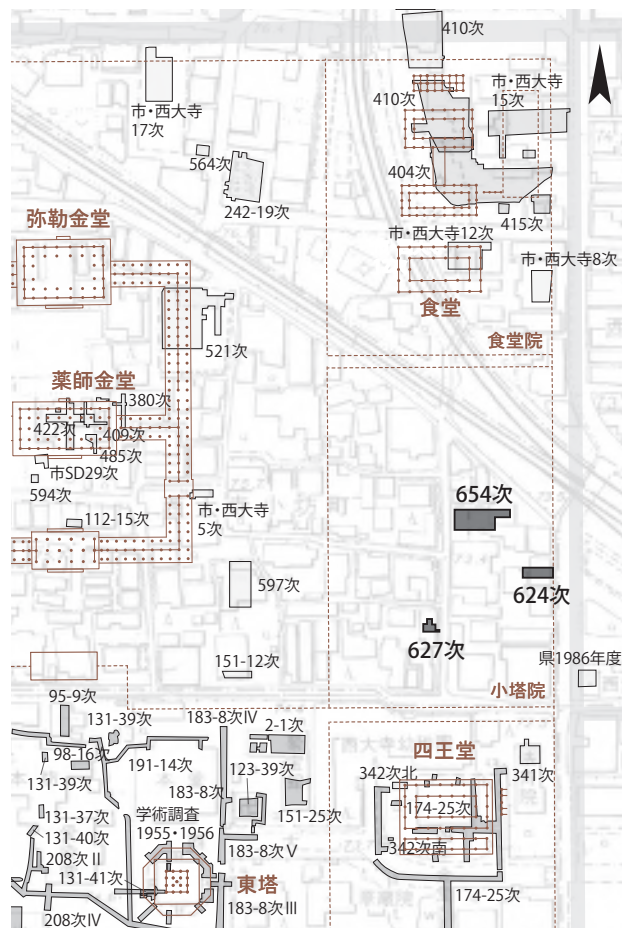 410次
市・西大寺
17次
410次
市・西大寺
15次
564次
404次
242-19次
415次
弥勒金堂
市・西大寺12次
市・西大寺8次
食堂
食堂院
521次
薬師金堂
380次
422次
409次
485次
市SD29次
594次
市・西大寺
5次
654次
112-15次
597次
624次
627次
151-12次
県1986年度
小塔院
95-9次
131-39次
183-8次Ⅳ
2-1次
四王堂
98-16次
191-14次
123-39次
342次北
341次
131-39次
183-8次
174-25次
131-37次
学術調査
1955・1956
151-25次
131-40次
208次Ⅱ
183-8次Ⅴ
342次南
131-41次
東塔
174-25次
208次Ⅳ
183-8次Ⅲ